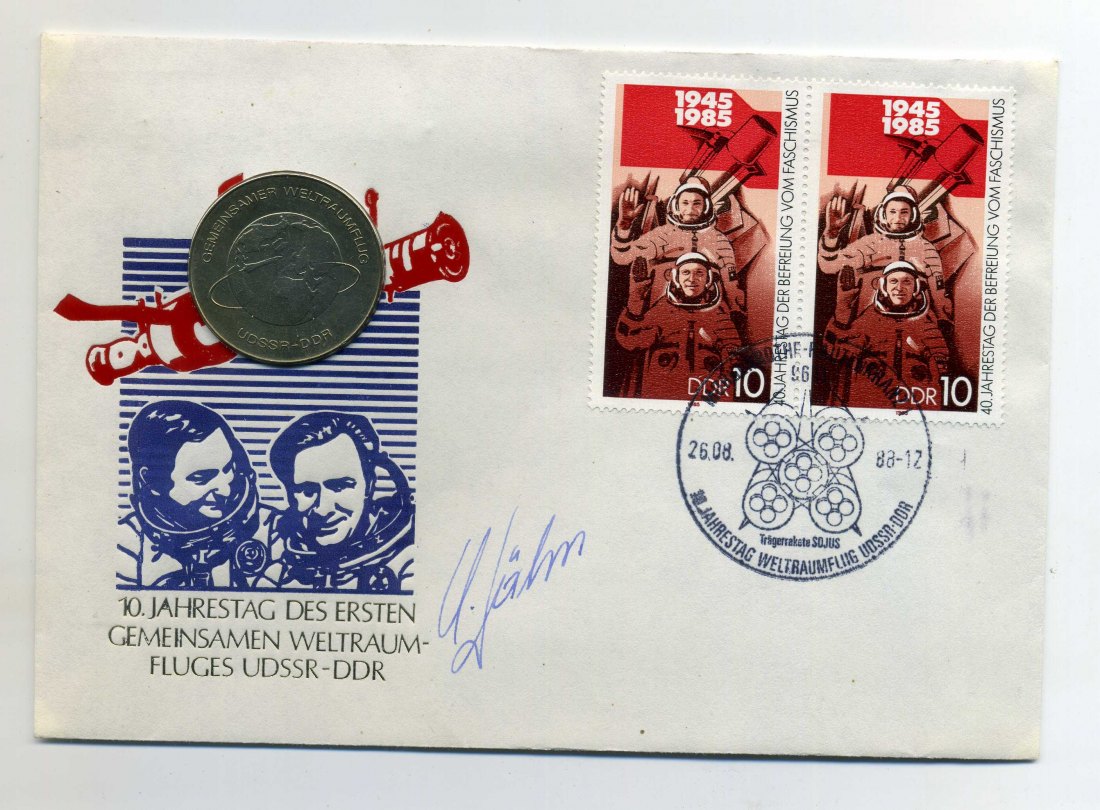 GEMEINSAMER WELTRAUMFLUG
UDSSR-DDR
10. JAHRESTAG DES ERSTEN
GEMEINSAMEN WELTRAUM-
FLUGES UDSSR-DDR
Jähn
1945
1985
40. JAHRESTAG DER BEFREIUNG VOM FASCHISMUS
DDR 10
1945
1985
40. JAHRESTAG DER BEFREIUNG VOM FASCHISMUS
DDR 10
26.08. 88-12
Trägerrakete SOJUS
10. JAHRESTAG WELTRAUMFLUG UDSSR-DDR